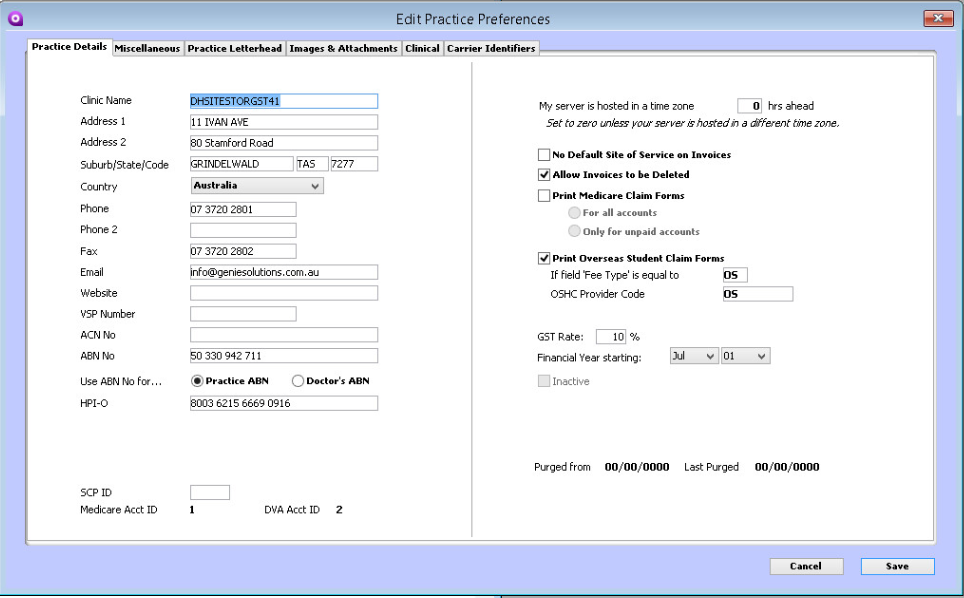 Edit Practice Preferences
Practice Details Miscellaneous Practice Letterhead Images & Attachments Clinical Carrier Identifiers
Clinic Name DHSITESTORGST41
Address 1 11 IVAN AVE
Address 2 80 Stamford Road
Suburb/State/Code GRINDELWALD TAS 7277
Country Australia
Phone 07 3720 2801
Phone 2
Fax 07 3720 2802
Email info@geniesolutions.com.au
Website
VSP Number
ACN No
ABN No 50 330 942 711
Use ABN No for... Practice ABN Doctor's ABN
HPI-O 8003 6215 6669 0916
SCP ID
Medicare Acct ID 1 DVA Acct ID 2
My server is hosted in a time zone 0 hrs ahead
Set to zero unless your server is hosted in a different time zone.
No Default Site of Service on Invoices
Allow Invoices to be Deleted
Print Medicare Claim Forms
For all accounts
Only for unpaid accounts
Print Overseas Student Claim Forms
If field 'Fee Type' is equal to OS
OSHC Provider Code OS
GST Rate: 10 %
Financial Year starting: Jul 01
Inactive
Purged from 00/00/0000 Last Purged 00/00/0000
Cancel Save